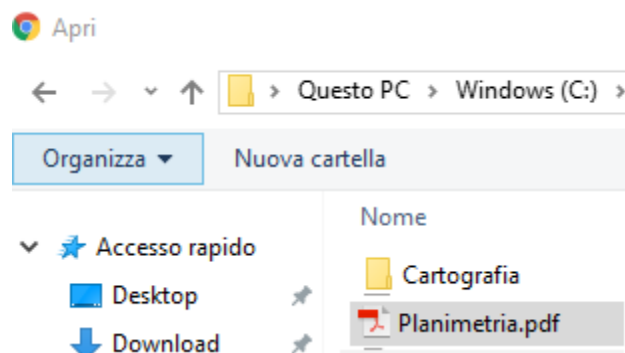 Apri
Questo PC > Windows (C:) >
Organizza Nuova cartella
Nome
Accesso rapido
Cartografia
Desktop
Planimetria.pdf
Download